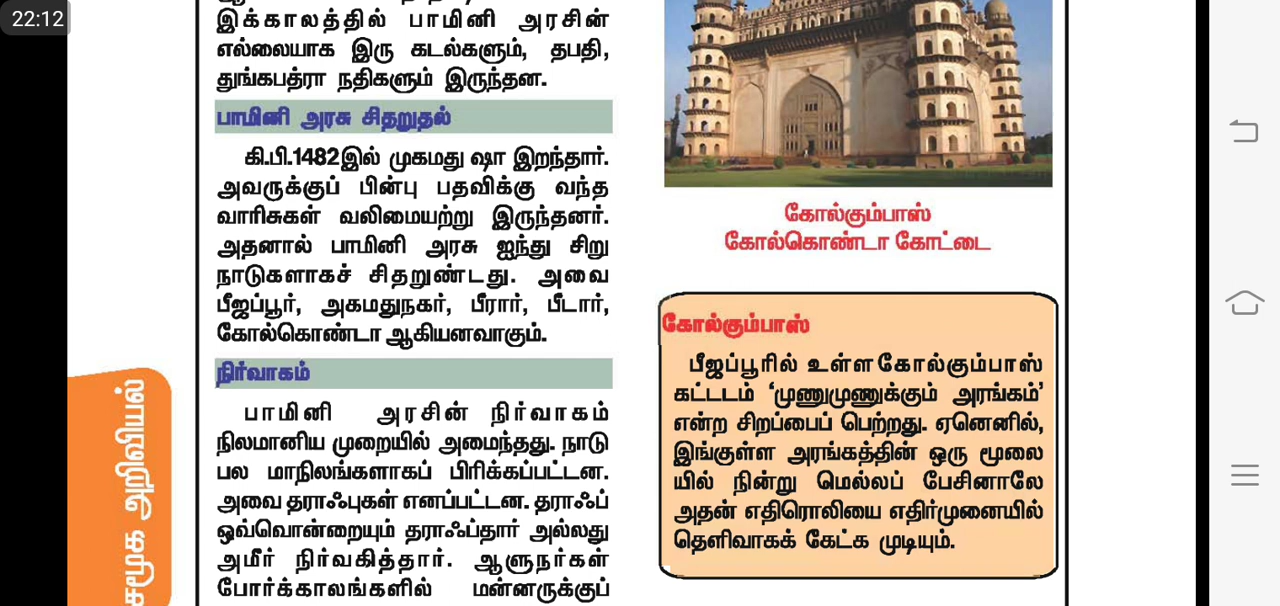 22:12
இக்காலத்தில் பாமினி அரசின்
எல்லையாக இரு கடல்களும், தபதி,
துங்கபத்ரா நதிகளும் இருந்தன.
பாமினி அரசு சிதறுதல்
கி.பி.1482இல் முகமது ஷா இறந்தார்.
அவருக்குப் பின்பு பதவிக்கு வந்த
வாரிசுகள் வலிமையற்று இருந்தனர்.
அதனால் பாமினி அரசு ஐந்து சிறு
நாடுகளாகச் சிதறுண்டது. அவை
பீஜப்பூர், அகமதுநகர், பீரார், பீடார்,
கோல்கொண்டா ஆகியனவாகும்.
நிர்வாகம்
பாமினி அரசின் நிர்வாகம்
நிலமானிய முறையில் அமைந்தது. நாடு
பல மாநிலங்களாகப் பிரிக்கப்பட்டன.
அவை தராஃபுகள் எனப்பட்டன. தராஃப்
ஒவ்வொன்றையும் தராஃப்தார் அல்லது
அமீர் நிர்வகித்தார். ஆளுநர்கள்
போர்க்காலங்களில் மன்னருக்குப்
கோல்கும்பாஸ்
கோல்கொண்டா கோட்டை
கோல்கும்பாஸ்
பீஜப்பூரில் உள்ள கோல்கும்பாஸ்
கட்டடம் ‘முணுமுணுக்கும் அரங்கம்’
என்ற சிறப்பைப் பெற்றது. ஏனெனில்,
இங்குள்ள அரங்கத்தின் ஒரு மூலை
யில் நின்று மெல்லப் பேசினாலே
அதன் எதிரொலியை எதிர்முனையில்
தெளிவாகக் கேட்க முடியும்.
சமூக அறிவியல்